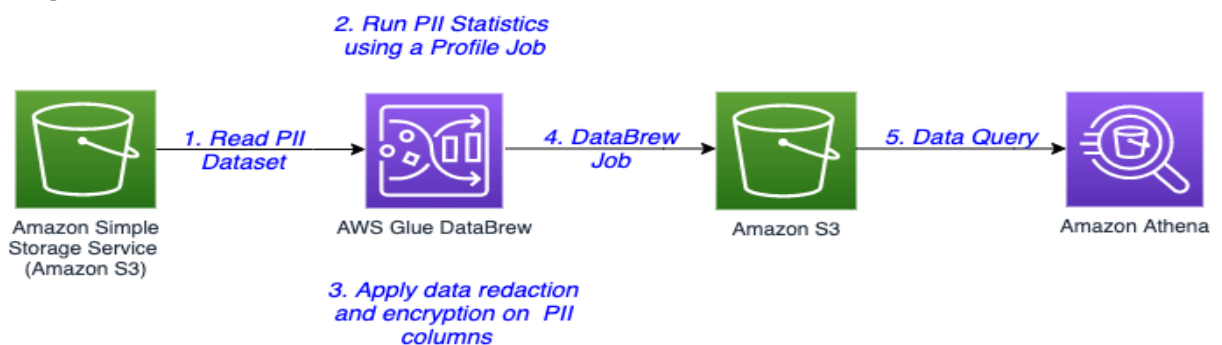 2. Run PII Statistics
using a Profile Job
1. Read PII
Dataset
4. DataBrew
Job
5. Data Query
Amazon Simple
Storage Service
(Amazon S3)
AWS Glue DataBrew
Amazon S3
Amazon Athena
3. Apply data redaction
and encryption on PII
columns